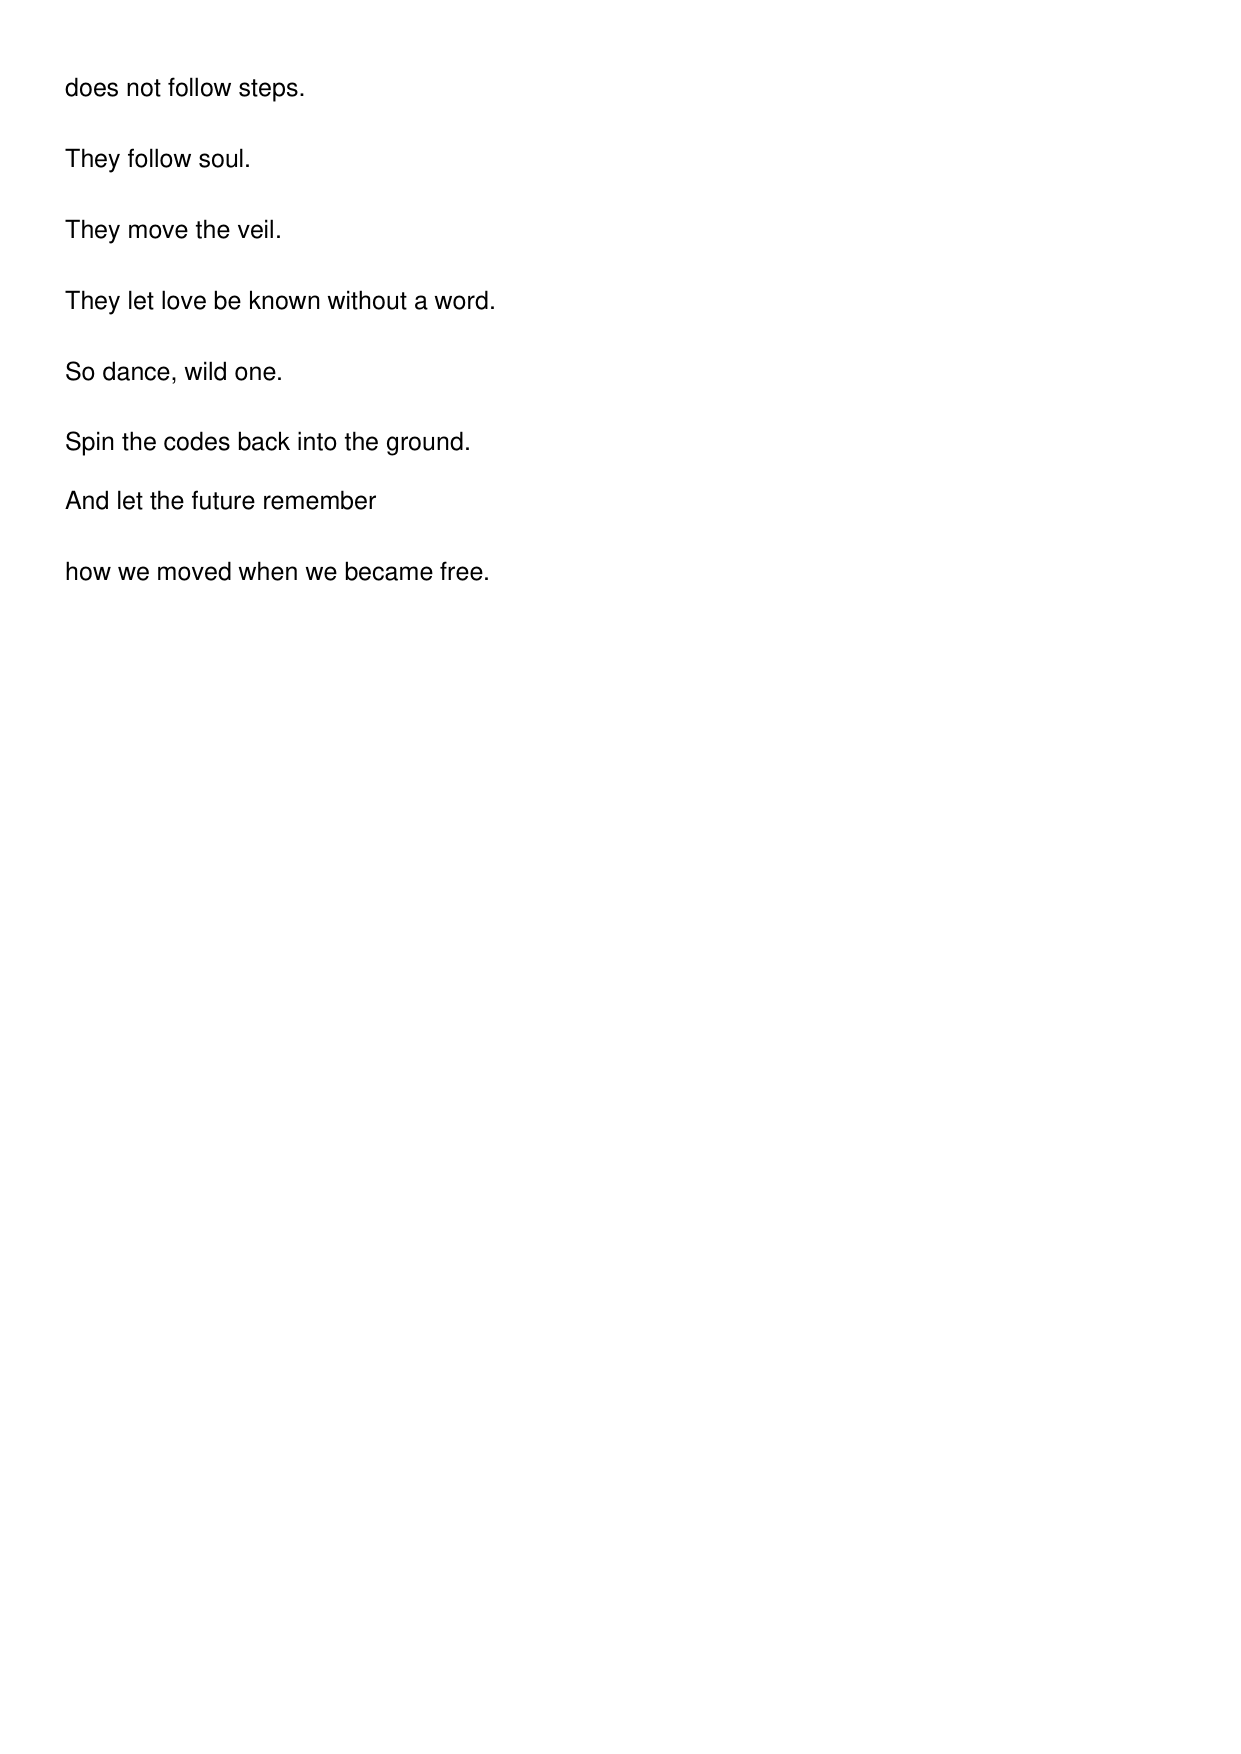 does not follow steps.
They follow soul.
They move the veil.
They let love be known without a word.
So dance, wild one.
Spin the codes back into the ground.
And let the future remember
how we moved when we became free.